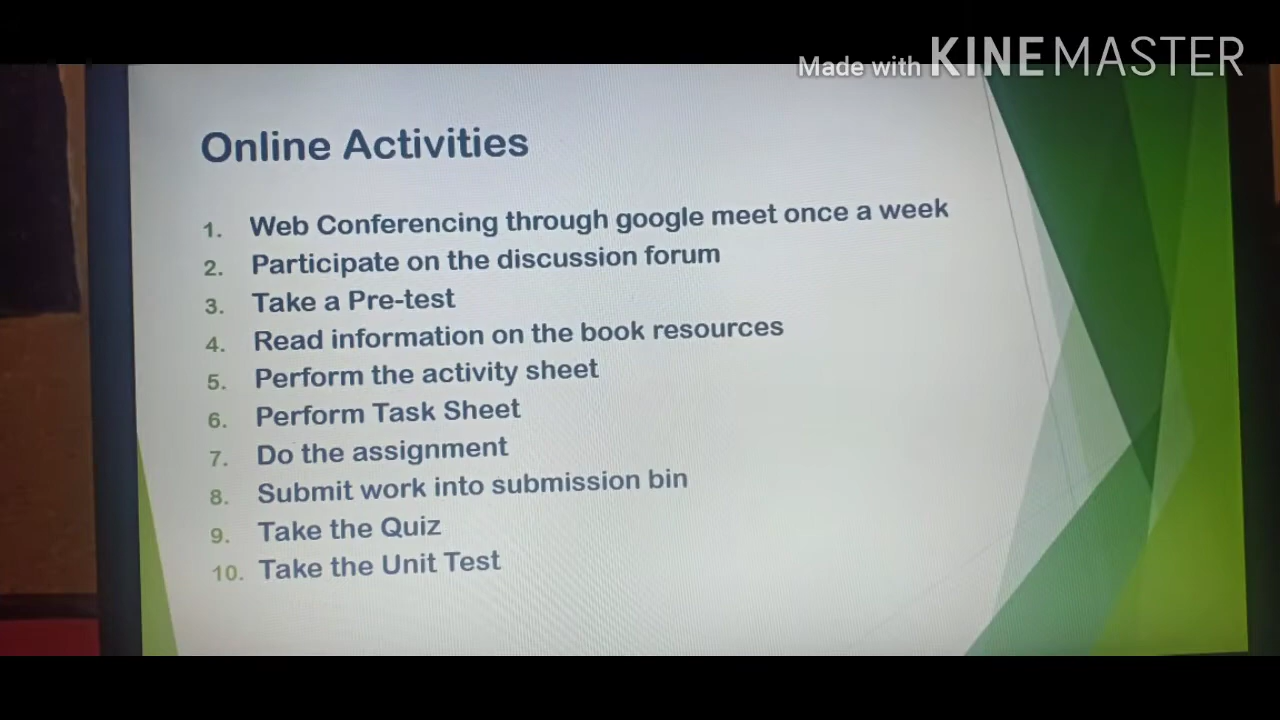 Made with KINEMASTER
Online Activities
1. Web Conferencing through google meet once a week
2. Participate on the discussion forum
3. Take a Pre-test
4. Read information on the book resources
5. Perform the activity sheet
6. Perform Task Sheet
7. Do the assignment
8. Submit work into submission bin
9. Take the Quiz
10. Take the Unit Test